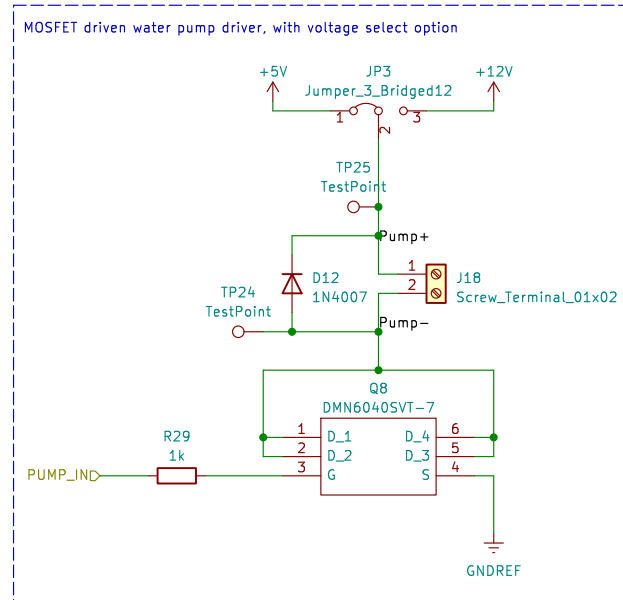 MOSFET driven water pump driver, with voltage select option
+5V
JP3
+12V
Jumper_3_Bridged12
1
2
3
TP25
TestPoint
Pump+
D12
1N4007
1
2
J18
Screw_Terminal_01x02
TP24
TestPoint
Pump-
Q8
DMN6040SVT-7
1
D_1
D_4
6
2
D_2
D_3
5
3
G
S
4
R29
1k
PUMP_IN
GNDREF